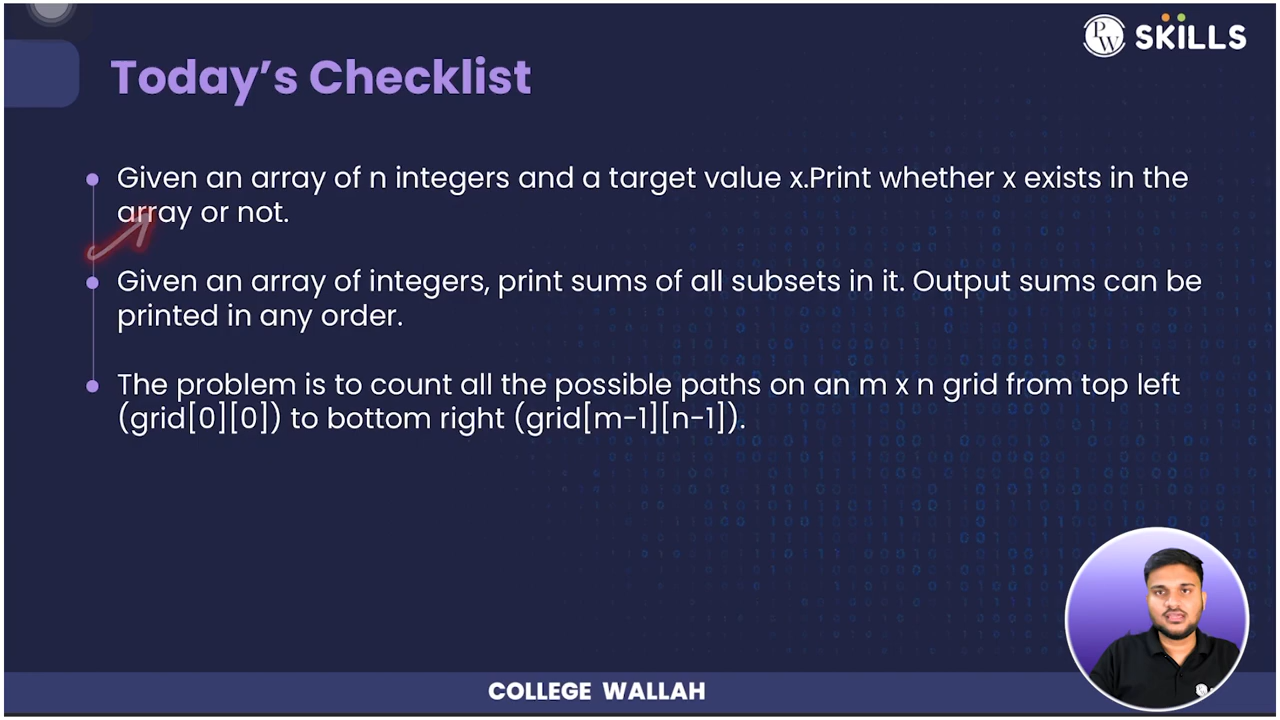 PW SKILLS
Today's Checklist
Given an array of n integers and a target value x.Print whether x exists in the
array or not.
Given an array of integers, print sums of all subsets in it. Output sums can be
printed in any order.
The problem is to count all the possible paths on an m x n grid from top left
(grid[0][0]) to bottom right (grid[m-1][n-1]).
COLLEGE WALLAH